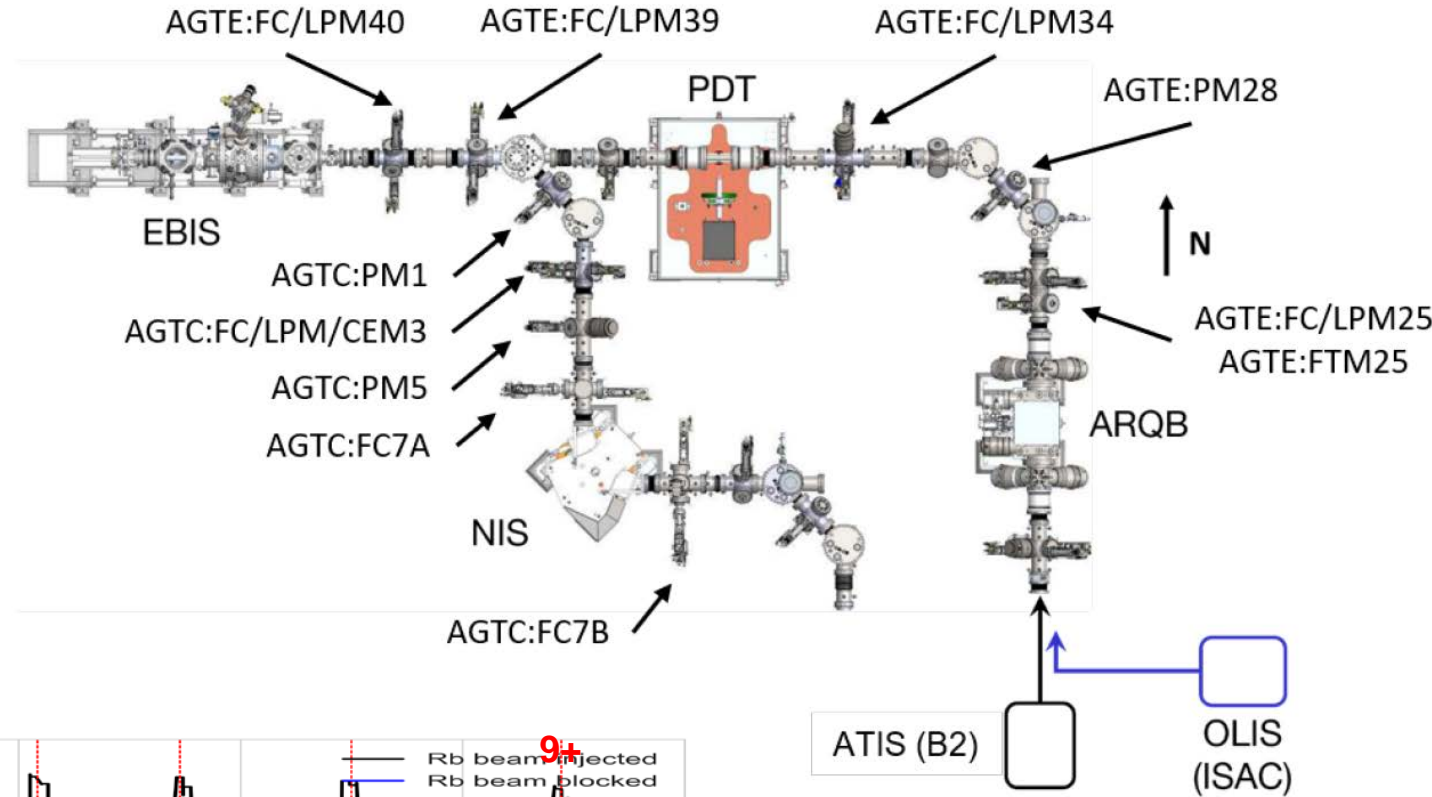 AGTE:FC/LPM40
AGTE:FC/LPM39
AGTE:FC/LPM34
PDT
AGTE:PM28
EBIS
N
AGTC:PM1
AGTC:FC/LPM/CEM3
AGTC:PM5
AGTC:FC7A
AGTE:FC/LPM25
AGTE:FTM25
ARQB
NIS
AGTC:FC7B
ATIS (B2)
OLIS
(ISAC)
9+
Rb beam injected
Rb beam blocked